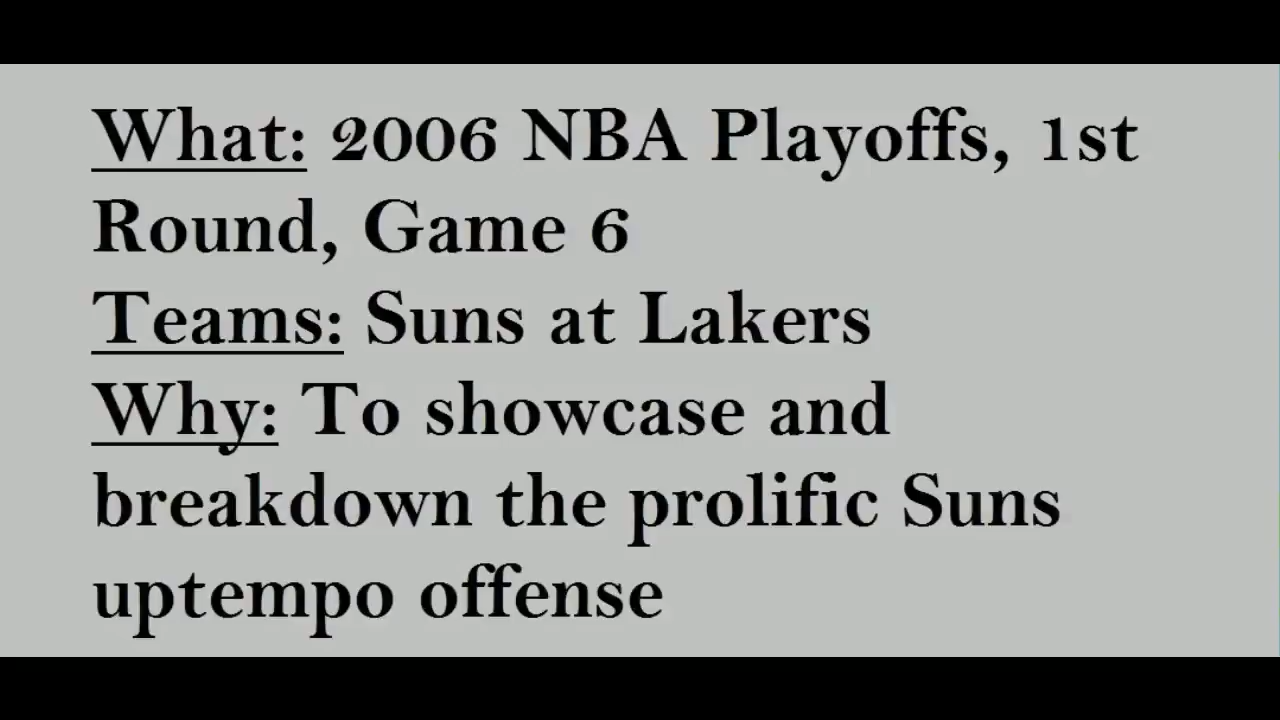 What: 2006 NBA Playoffs, 1st
Round, Game 6
Teams: Suns at Lakers
Why: To showcase and
breakdown the prolific Suns
uptempo offense